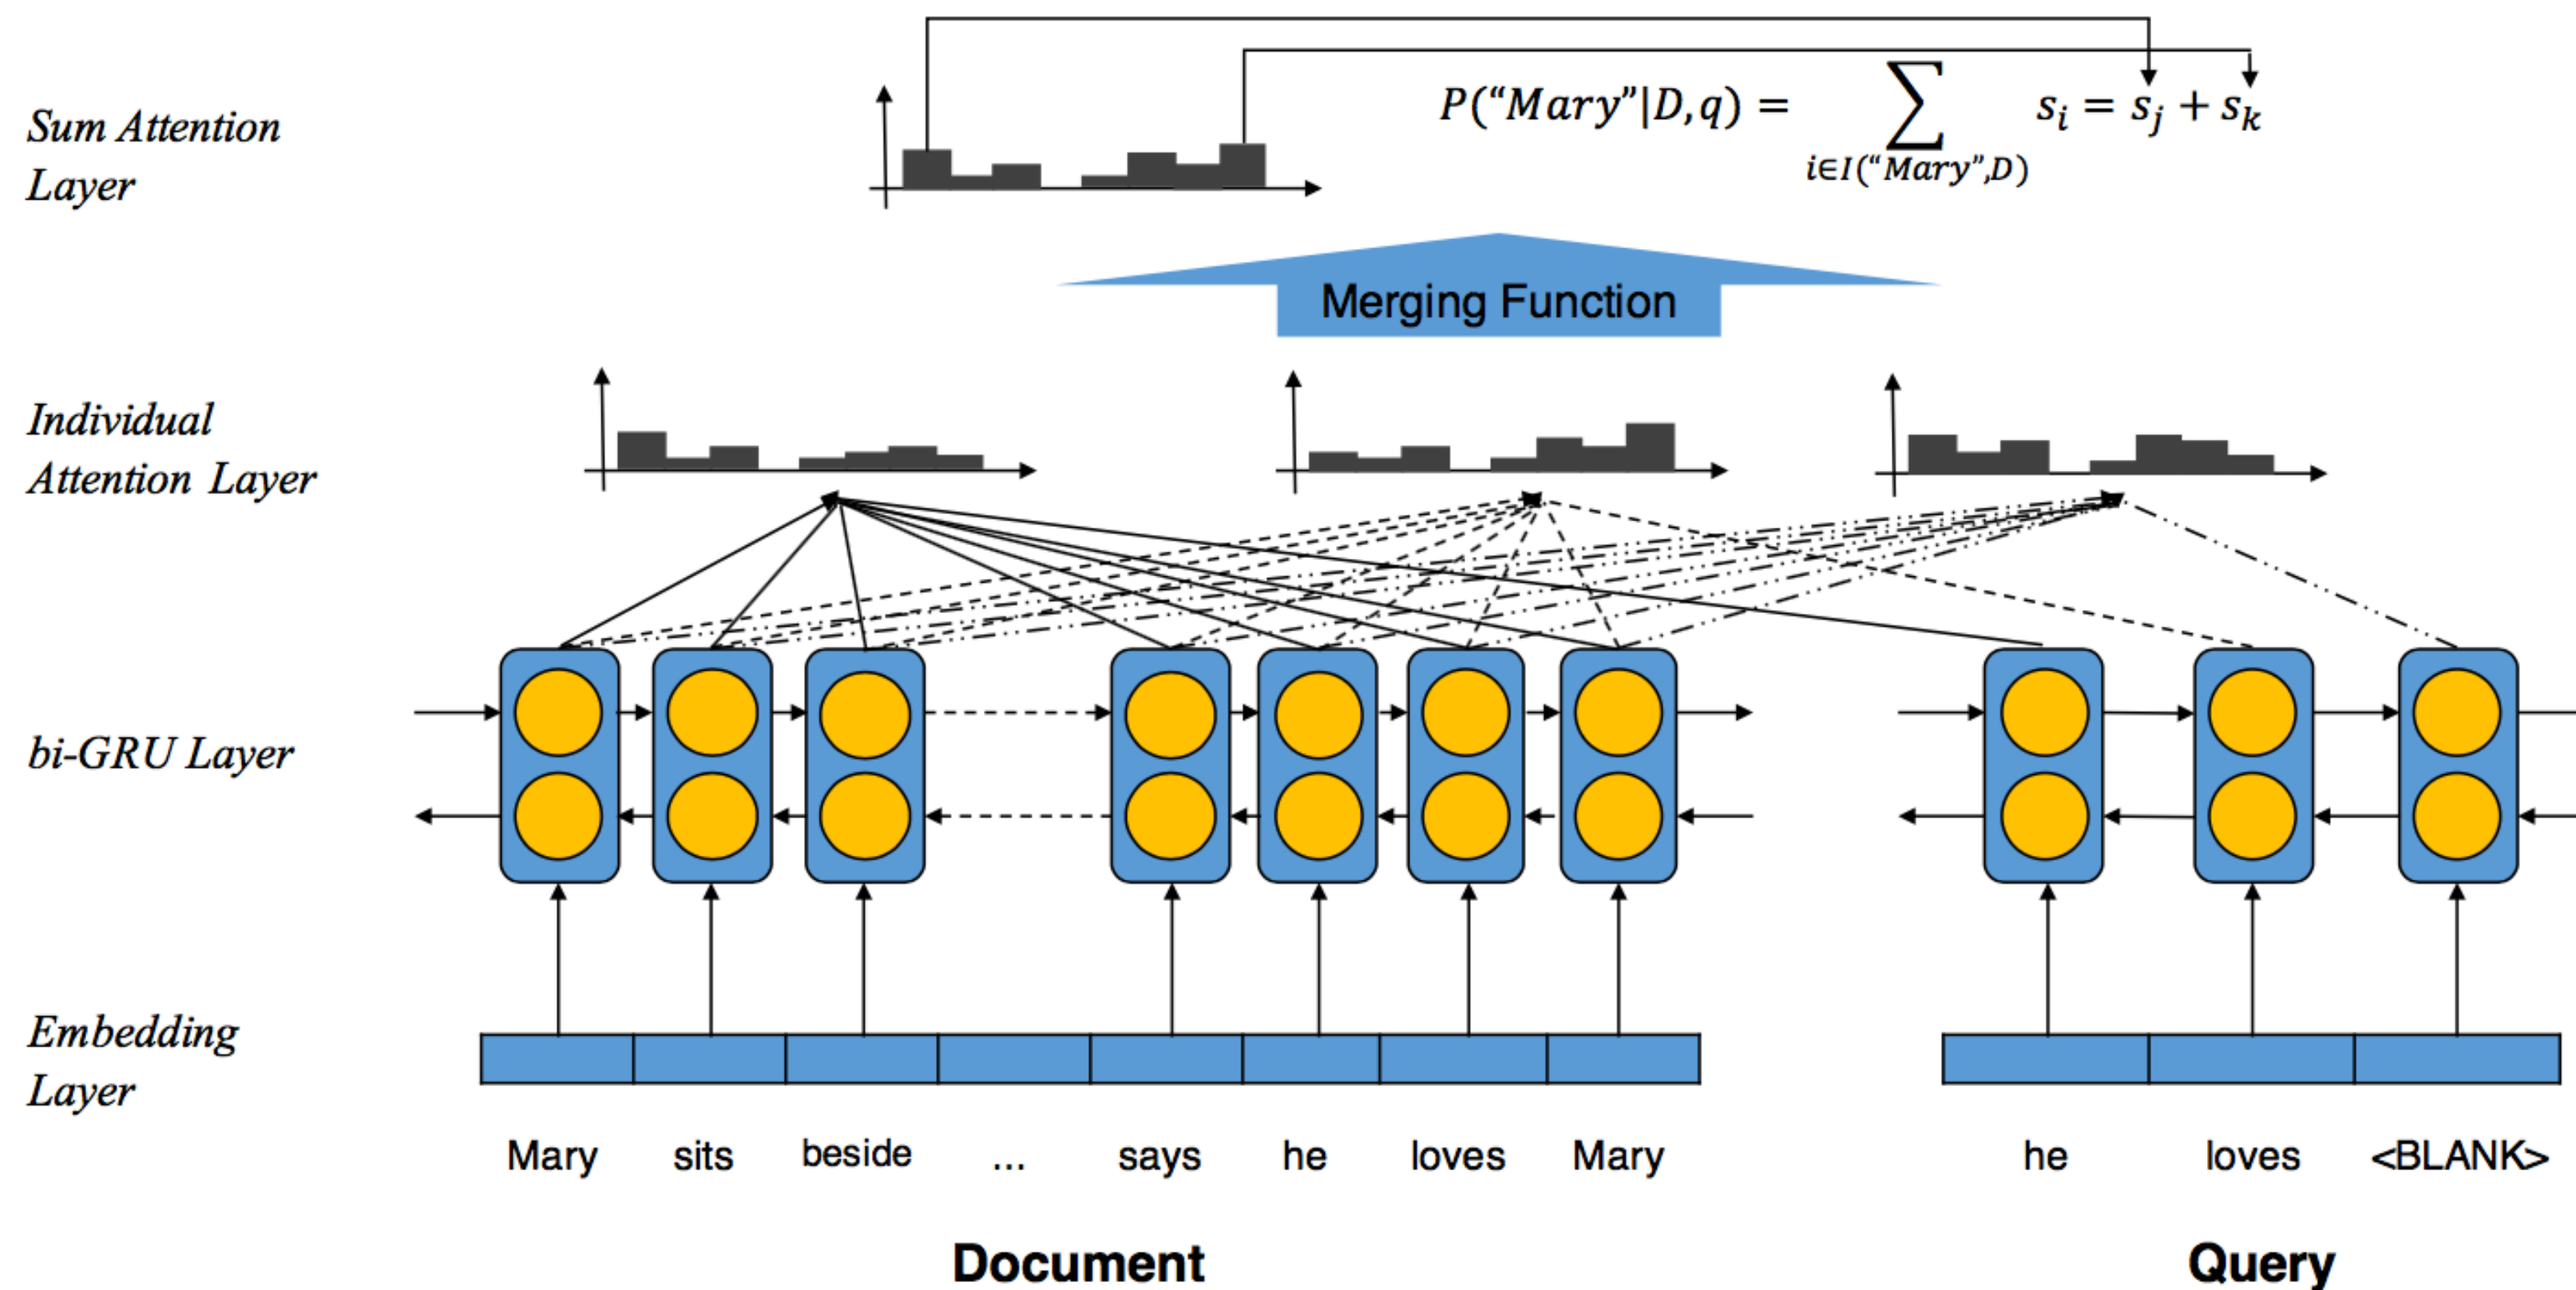 Sum Attention
Layer
P(“Mary”|D,q) = ∑ s_i = s_j + s_k
i∈I(“Mary”,D)
Merging Function
Individual
Attention Layer
bi-GRU Layer
Embedding
Layer
Mary sits beside ... says he loves Mary he loves <BLANK>
Document Query